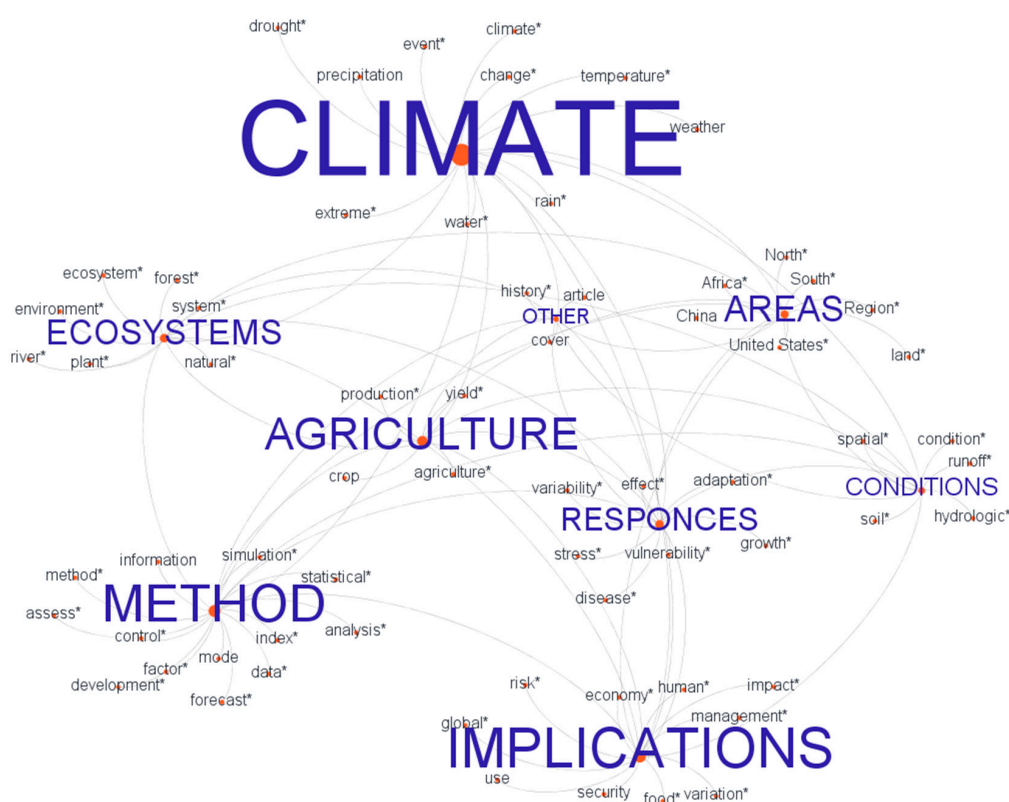 drought*
climate*
event*
precipitation
change*
temperature*
CLIMATE
weather
extreme*
rain*
water*
North*
ecosystem*
forest*
Africa*
South*
history*
article
environment*
system*
AREAS
Region*
OTHER
China
ECOSYSTEMS
cover
United States*
river*
plant*
natural*
land*
production*
yield*
AGRICULTURE
spatial*
condition*
runoff*
crop
agriculture*
variability*
effect*
adaptation*
CONDITIONS
RESPONCES
soil*
hydrologic*
information
simulation*
stress*
vulnerability*
growth*
method*
statistical*
METHOD
disease*
assess*
control*
index*
analysis*
factor*
mode
data*
development*
forecast*
risk*
economy*
human*
impact*
global*
management*
IMPLICATIONS
use
security
food*
variation*